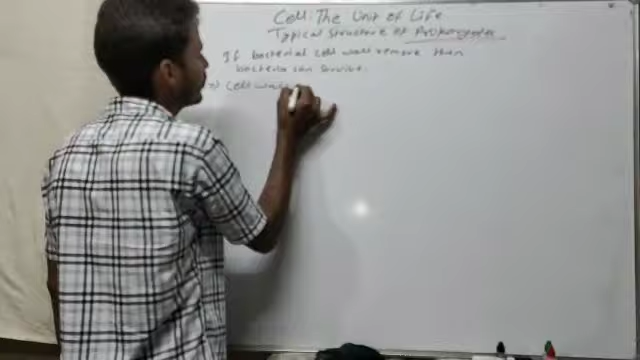 Cell: The Unit of Life
Typical Structure of Prokaryotes
If bacterial cell wall remove then
bacteria can survive.
Cell wall